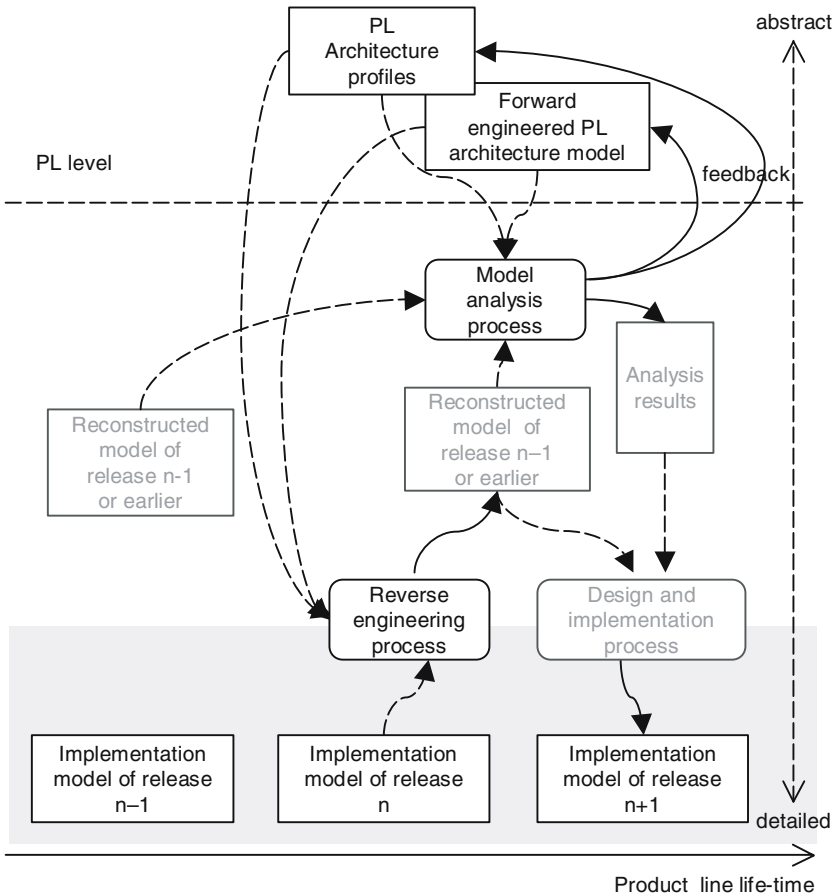 abstract
PL
Architecture
profiles
Forward
engineered PL
architecture model
PL level
feedback
Model
analysis
process
Analysis
results
Reconstructed
model of
release n-1
or earlier
Reconstructed
model of
release n–1
or earlier
Reverse
engineering
process
Design and
implementation
process
Implementation
model of release
n–1
Implementation
model of release
n
Implementation
model of release
n+1
detailed
Product line life-time